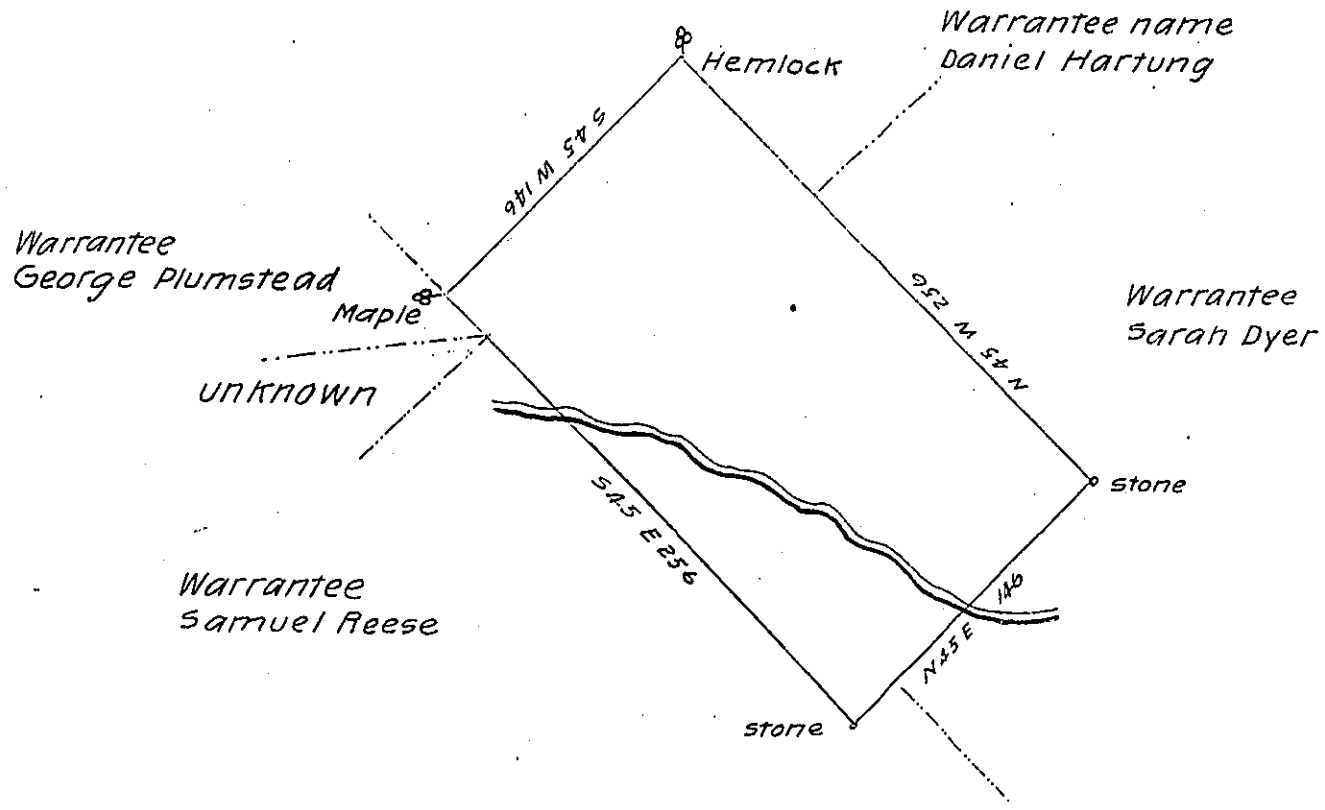 Warrantee name
Daniel Hartung
Hemlock
S 45 W 146
Warrantee
George Plumstead
Maple
unknown
N 45 W 256
Warrantee
Sarah Dyer
stone
S 45 E 256
Warrantee
Samuel Reese
N 45 E 146
stone